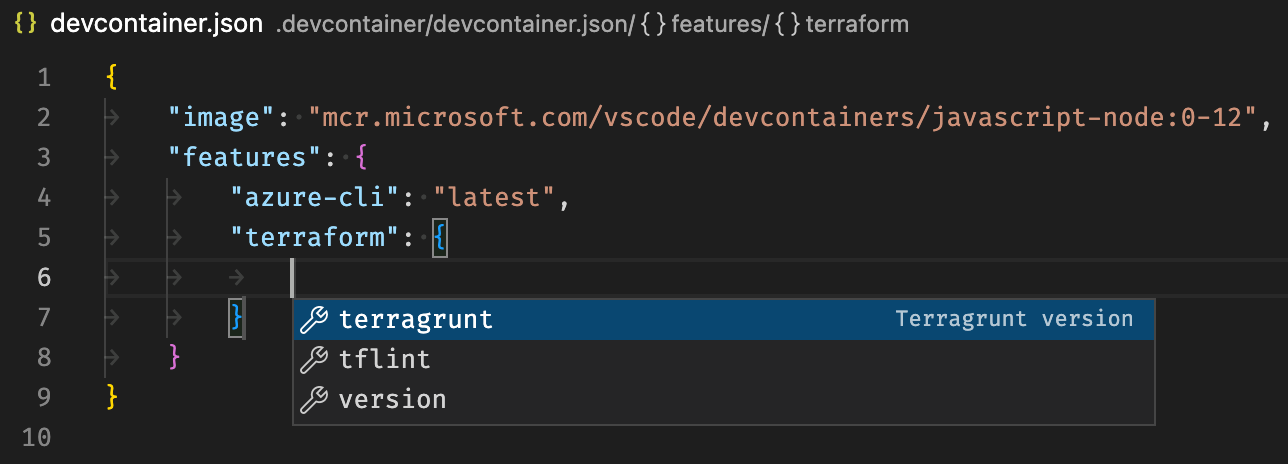 {} devcontainer.json .devcontainer/devcontainer.json/{}features/{}terraform
1 {
2 "image": "mcr.microsoft.com/vscode/devcontainers/javascript-node:0-12",
3 "features": {
4 "azure-cli": "latest",
5 "terraform": {
6
7 }
terragrunt Terragrunt version
tflint
version
8 }
9 }
10